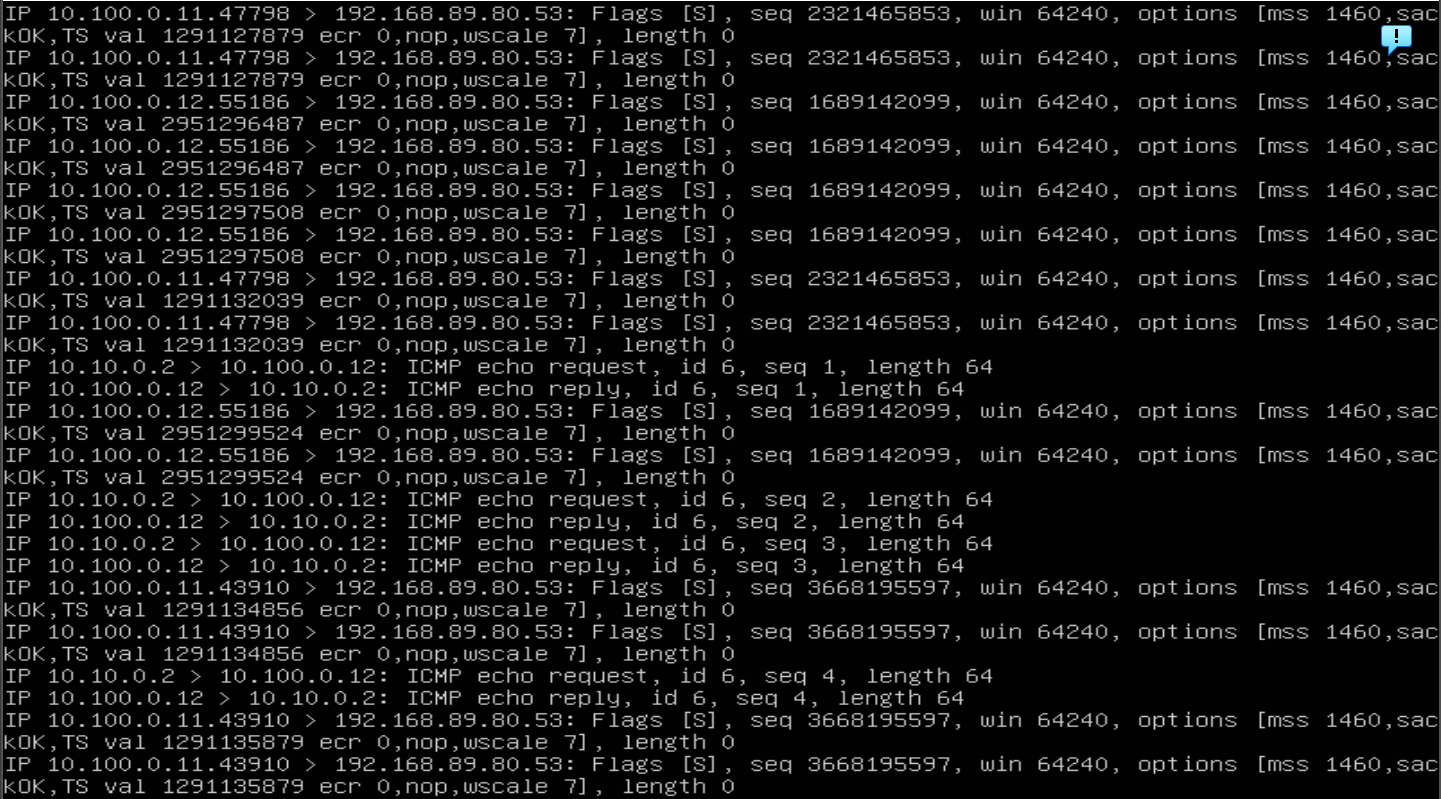 IP 10.100.0.11.47798 > 192.168.89.80.53: Flags [S], seq 2321465853, win 64240, options [mss 1460,sac
kOK,TS val 1291127879 ecr 0,nop,wscale 7], length 0
IP 10.100.0.11.47798 > 192.168.89.80.53: Flags [S], seq 2321465853, win 64240, options [mss 1460,sac
kOK,TS val 1291127879 ecr 0,nop,wscale 7], length 0
IP 10.100.0.12.55186 > 192.168.89.80.53: Flags [S], seq 1689142099, win 64240, options [mss 1460,sac
kOK,TS val 2951296487 ecr 0,nop,wscale 7], length 0
IP 10.100.0.12.55186 > 192.168.89.80.53: Flags [S], seq 1689142099, win 64240, options [mss 1460,sac
kOK,TS val 2951296487 ecr 0,nop,wscale 7], length 0
IP 10.100.0.12.55186 > 192.168.89.80.53: Flags [S], seq 1689142099, win 64240, options [mss 1460,sac
kOK,TS val 2951297508 ecr 0,nop,wscale 7], length 0
IP 10.100.0.12.55186 > 192.168.89.80.53: Flags [S], seq 1689142099, win 64240, options [mss 1460,sac
kOK,TS val 2951297508 ecr 0,nop,wscale 7], length 0
IP 10.100.0.11.47798 > 192.168.89.80.53: Flags [S], seq 2321465853, win 64240, options [mss 1460,sac
kOK,TS val 1291132039 ecr 0,nop,wscale 7], length 0
IP 10.100.0.11.47798 > 192.168.89.80.53: Flags [S], seq 2321465853, win 64240, options [mss 1460,sac
kOK,TS val 1291132039 ecr 0,nop,wscale 7], length 0
IP 10.10.0.2 > 10.100.0.12: ICMP echo request, id 6, seq 1, length 64
IP 10.100.0.12 > 10.10.0.2: ICMP echo reply, id 6, seq 1, length 64
IP 10.100.0.12.55186 > 192.168.89.80.53: Flags [S], seq 1689142099, win 64240, options [mss 1460,sac
kOK,TS val 2951299524 ecr 0,nop,wscale 7], length 0
IP 10.100.0.12.55186 > 192.168.89.80.53: Flags [S], seq 1689142099, win 64240, options [mss 1460,sac
kOK,TS val 2951299524 ecr 0,nop,wscale 7], length 0
IP 10.10.0.2 > 10.100.0.12: ICMP echo request, id 6, seq 2, length 64
IP 10.100.0.12 > 10.10.0.2: ICMP echo reply, id 6, seq 2, length 64
IP 10.10.0.2 > 10.100.0.12: ICMP echo request, id 6, seq 3, length 64
IP 10.100.0.12 > 10.10.0.2: ICMP echo reply, id 6, seq 3, length 64
IP 10.100.0.11.43910 > 192.168.89.80.53: Flags [S], seq 3668195597, win 64240, options [mss 1460,sac
kOK,TS val 1291134856 ecr 0,nop,wscale 7], length 0
IP 10.100.0.11.43910 > 192.168.89.80.53: Flags [S], seq 3668195597, win 64240, options [mss 1460,sac
kOK,TS val 1291134856 ecr 0,nop,wscale 7], length 0
IP 10.10.0.2 > 10.100.0.12: ICMP echo request, id 6, seq 4, length 64
IP 10.100.0.12 > 10.10.0.2: ICMP echo reply, id 6, seq 4, length 64
IP 10.100.0.11.43910 > 192.168.89.80.53: Flags [S], seq 3668195597, win 64240, options [mss 1460,sac
kOK,TS val 1291135879 ecr 0,nop,wscale 7], length 0
IP 10.100.0.11.43910 > 192.168.89.80.53: Flags [S], seq 3668195597, win 64240, options [mss 1460,sac
kOK,TS val 1291135879 ecr 0,nop,wscale 7], length 0